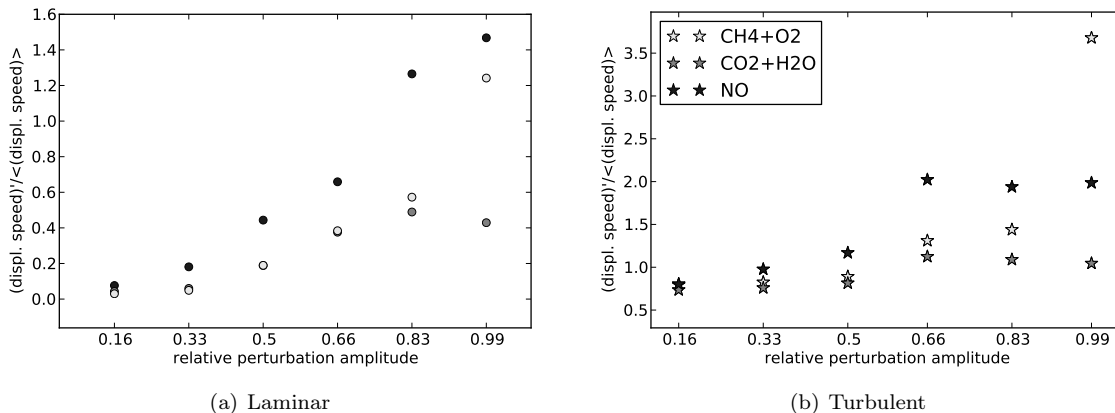 1.6
1.4
1.2
1.0
0.8
0.6
0.4
0.2
0.0
(displ. speed)'/<(displ. speed)>
0.16 0.33 0.5 0.66 0.83 0.99
relative perturbation amplitude
(a) Laminar
CH4+O2
CO2+H2O
NO
3.5
3.0
2.5
2.0
1.5
1.0
0.5
(displ. speed)'/<(displ. speed)>
0.16 0.33 0.5 0.66 0.83 0.99
relative perturbation amplitude
(b) Turbulent